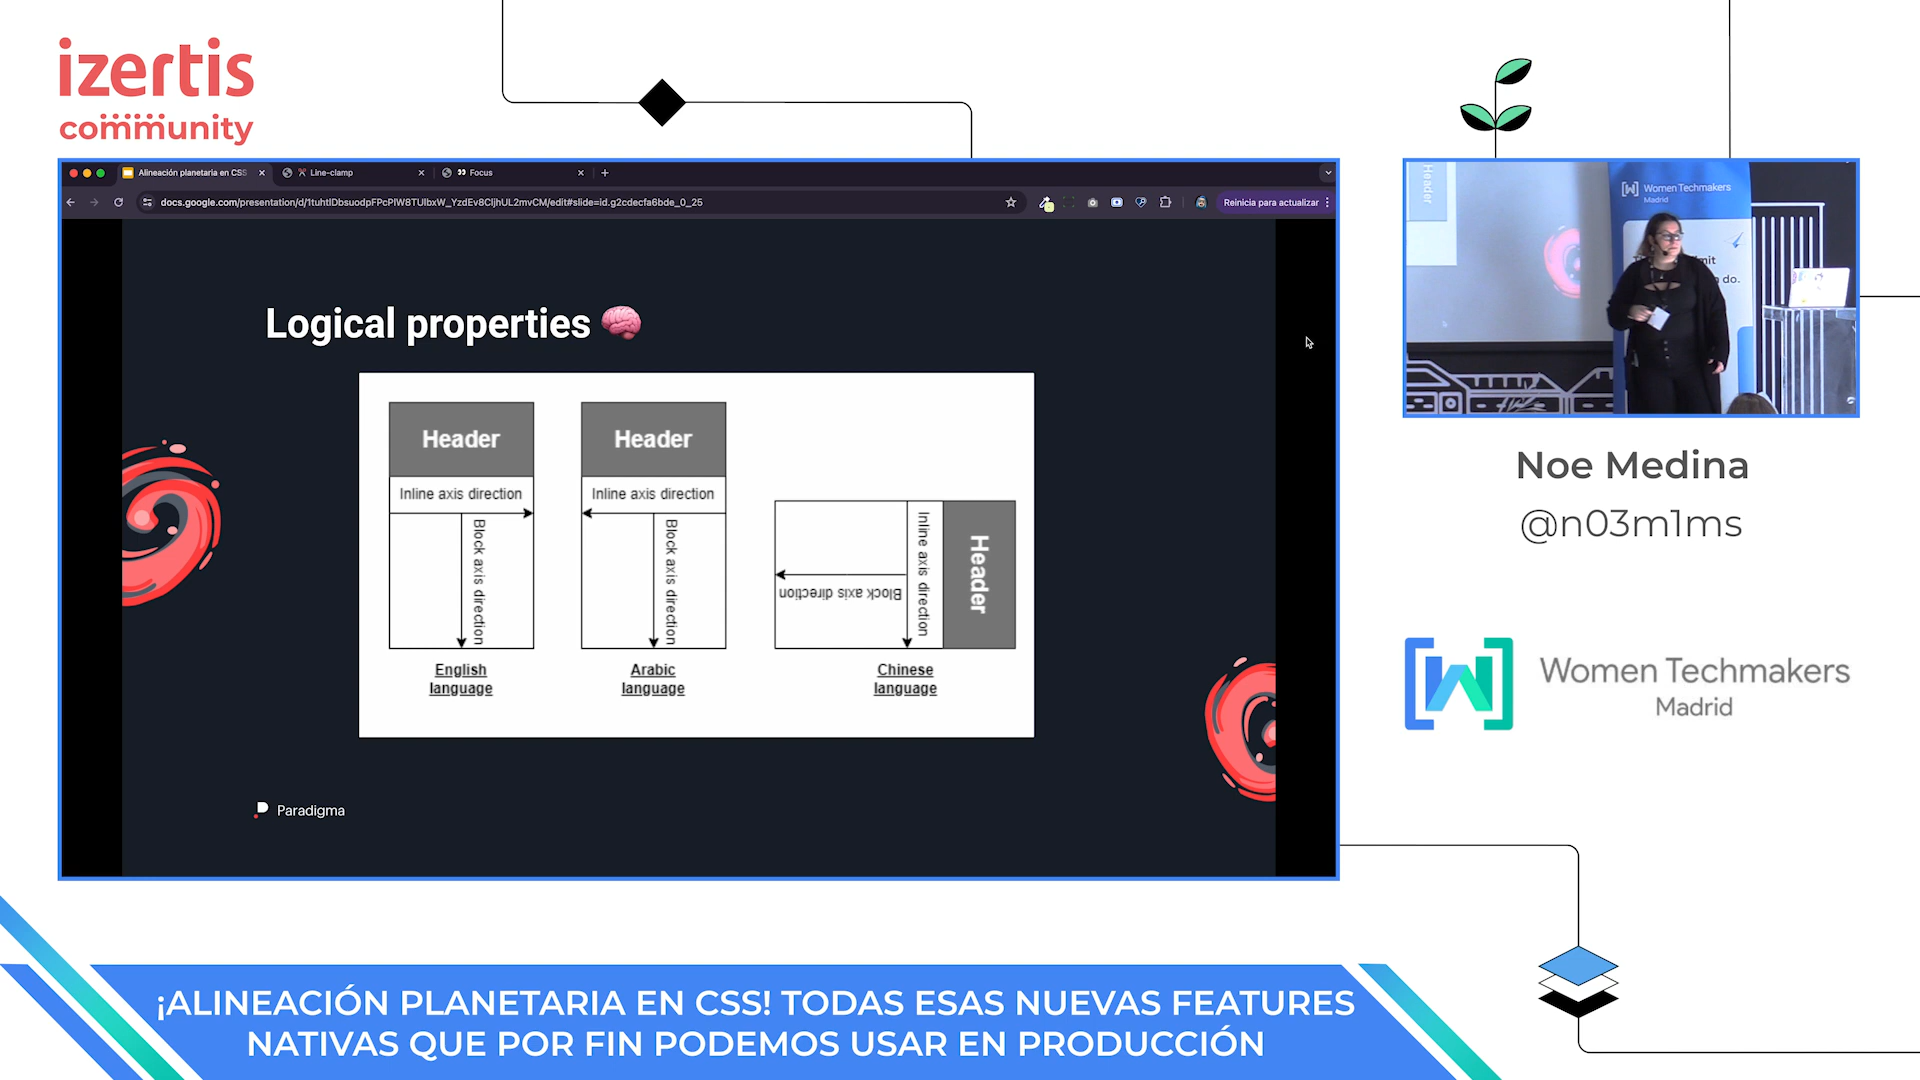 izertis
community
Alineación planetaria en CSS
Line-clamp
Focus
docs.google.com/presentation/d/1tuhtIDbsuodpFPcPIW8TUIbxW_YzdEv8CIjhUL2mvCM/edit#slide=id.g2cdecfa6bde_0_25
Reinicia para actualizar
Logical properties
Header
Inline axis direction
Block axis direction
English
language
Header
Inline axis direction
Block axis direction
Arabic
language
Header
Inline axis direction
Block axis direction
Chinese
language
Paradigma
Header
Women Techmakers
Madrid
do.
Noe Medina
@n03m1ms
Women Techmakers
Madrid
¡ALINEACIÓN PLANETARIA EN CSS! TODAS ESAS NUEVAS FEATURES
NATIVAS QUE POR FIN PODEMOS USAR EN PRODUCCIÓN